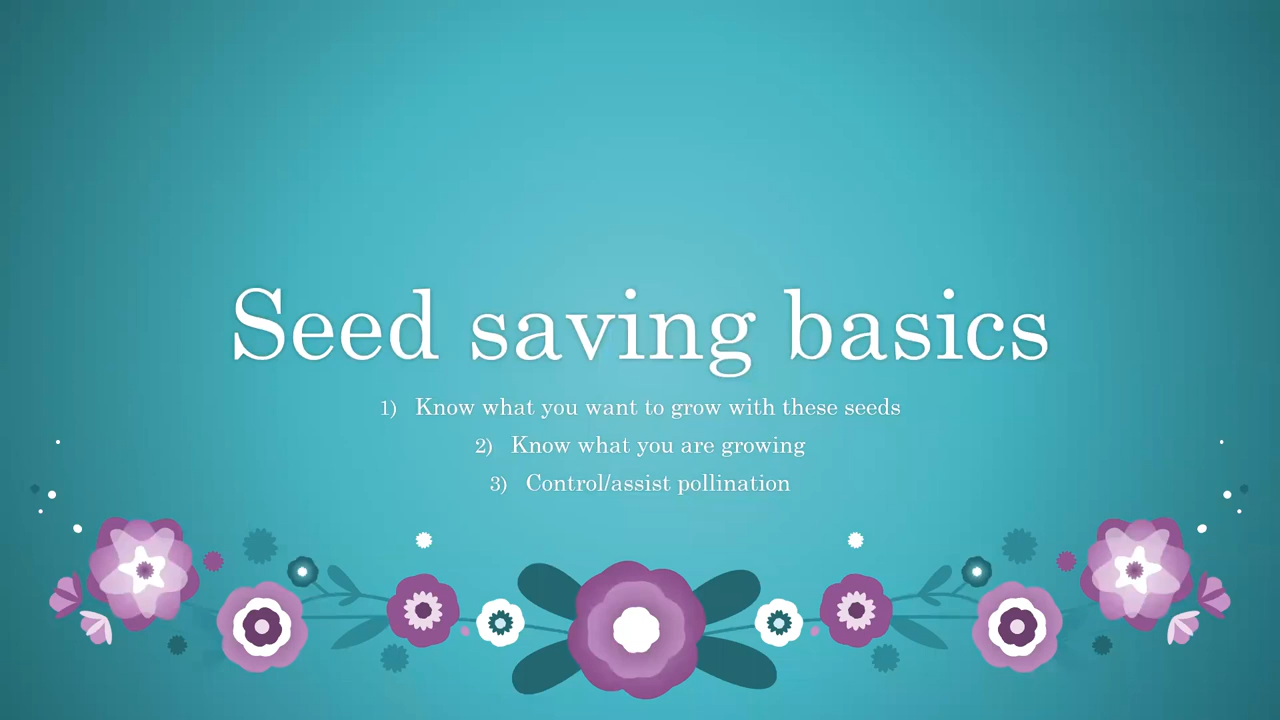 Seed saving basics
1) Know what you want to grow with these seeds
2) Know what you are growing
3) Control/assist pollination